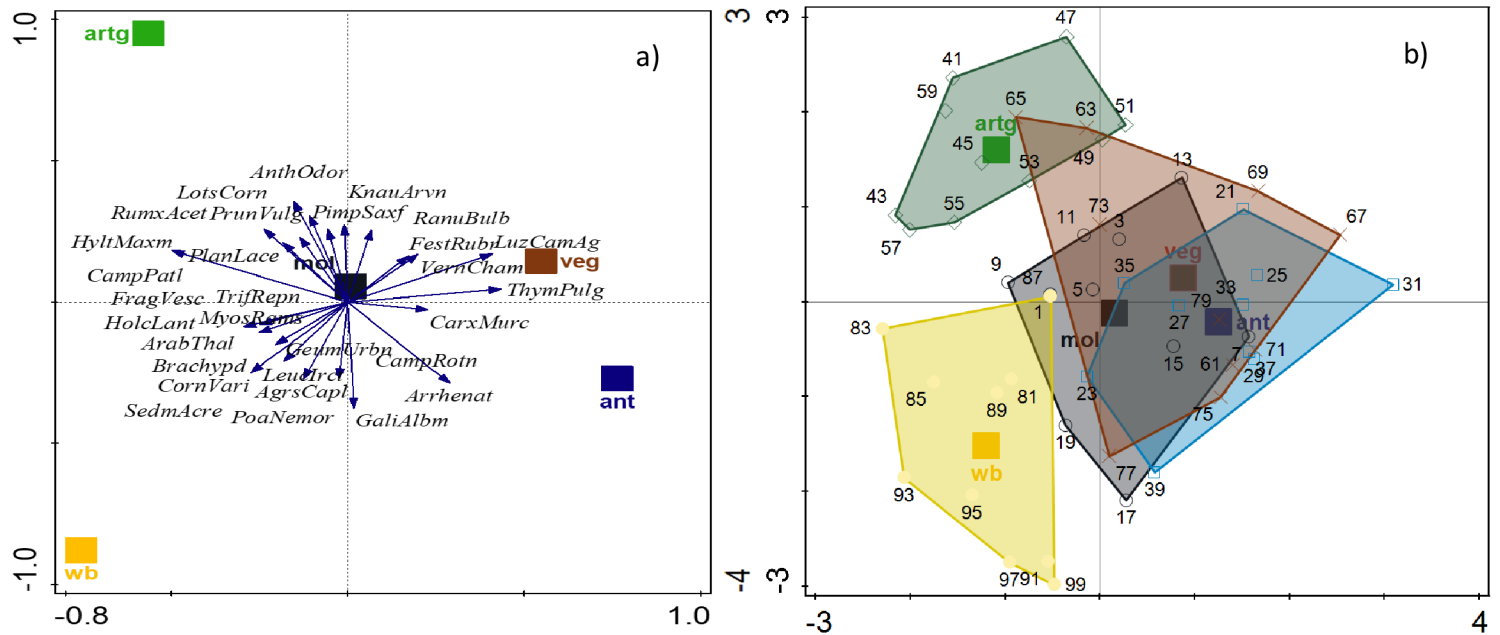 1.0
artg
a)
AnthOdor
LotsCorn KnauArvn
RumxAcet PrunVulg PimpSaxf RanuBulb
HyltMaxm PlanLace mol FestRubr LuzCamAg
CampPatl VernCham veg
FragVesc TrifRepn ThymPulg
HolcLant MyosRams CarxMurc
ArabThal GeumUrbn CampRotn
Brachypd LeucIrct
CornVari AgrsCapl Arrhenat ant
SedmAcre PoaNemor GaliAlbm
wb
-1.0
-0.8 1.0
3 3
-4 -3
b)
47
41
59
65 63 51
artg
45 49 13
53 69
43 55 21
57 11 73 3 67
9 87 35 veg 25
5 33 31
83 1 79
27 ant
mol 15 61 7 71
29 37
85 89 81 23
75
19
wb 77 39
93 95 17
97 91 99
-3 4